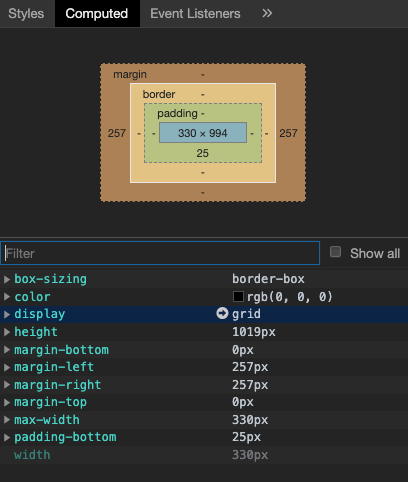 Styles Computed Event Listeners »
margin -
border -
padding -
257 - - 330 × 994 - - 257
25
-
-
Filter Show all
box-sizing border-box
color rgb(0, 0, 0)
display grid
height 1019px
margin-bottom 0px
margin-left 257px
margin-right 257px
margin-top 0px
max-width 330px
padding-bottom 25px
width 330px